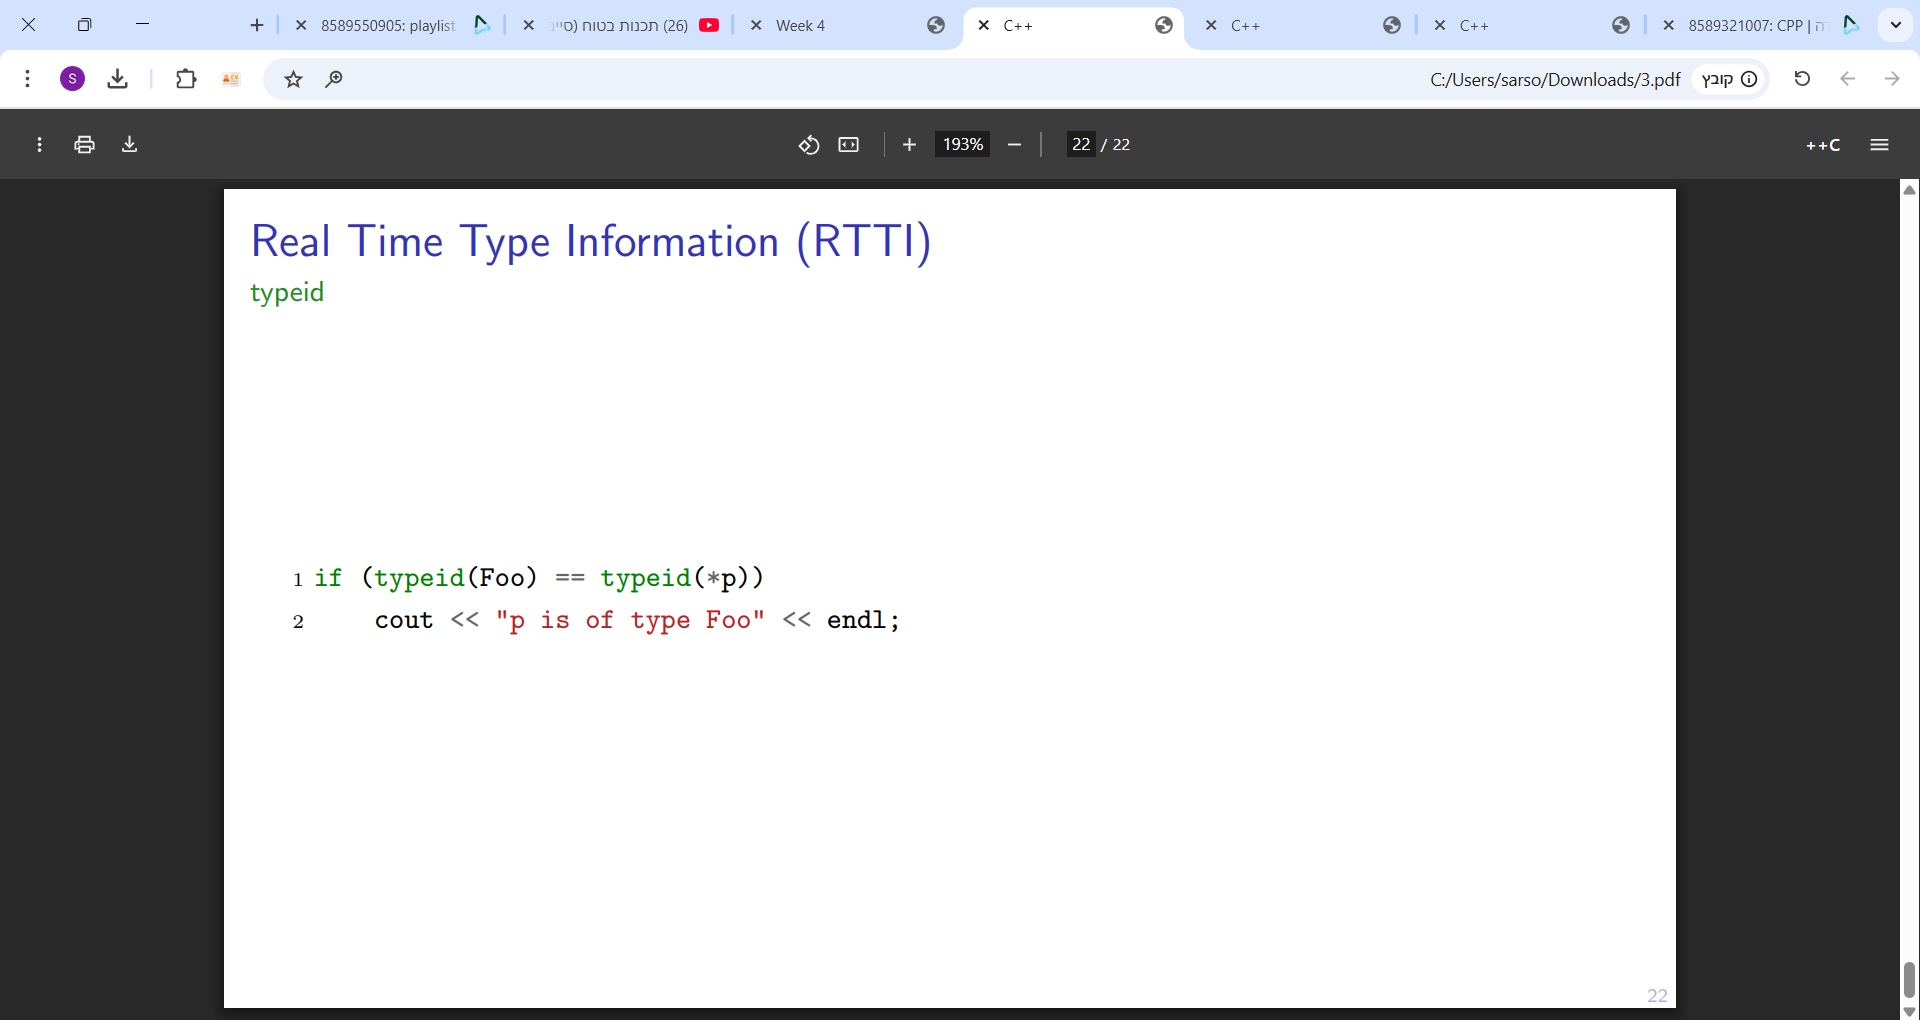 8589550905: playlist
תכנות בטוח (26)
Week 4
C++
C++
C++
8589321007: CPP |
S
C:/Users/sarso/Downloads/3.pdf
קובץ
193%
22 / 22
++C
Real Time Type Information (RTTI)
typeid
1 if (typeid(Foo) == typeid(*p))
2 cout << "p is of type Foo" << endl;
22